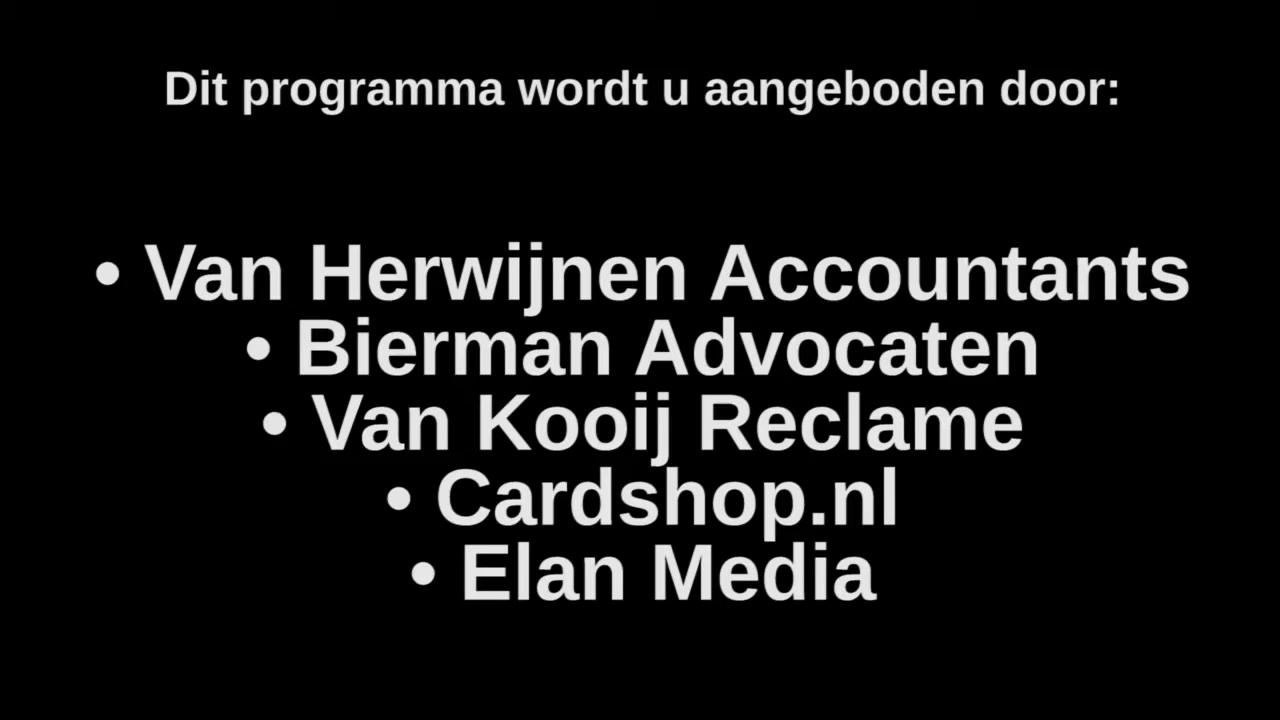 Dit programma wordt u aangeboden door:
• Van Herwijnen Accountants
• Bierman Advocaten
• Van Kooij Reclame
• Cardshop.nl
• Elan Media